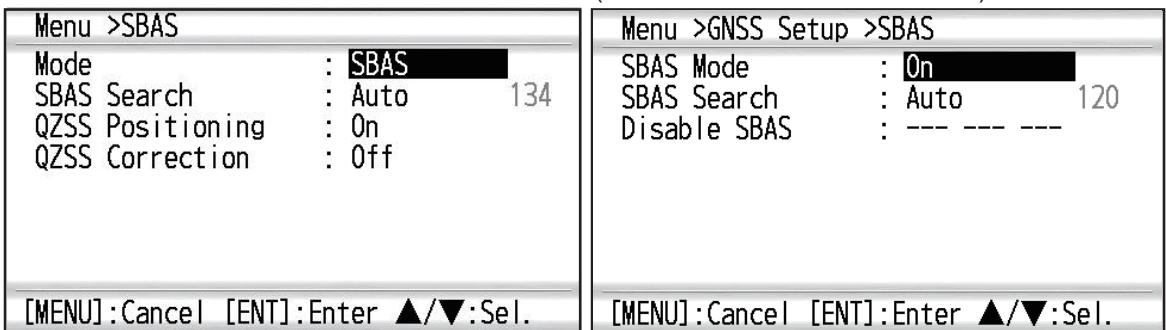 Menu >SBAS
Mode : SBAS
SBAS Search : Auto 134
QZSS Positioning : On
QZSS Correction : Off
[MENU]:Cancel [ENT]:Enter ▲/▼:Sel.
Menu >GNSS Setup >SBAS
SBAS Mode : On
SBAS Search : Auto 120
Disable SBAS : --- --- ---
[MENU]:Cancel [ENT]:Enter ▲/▼:Sel.